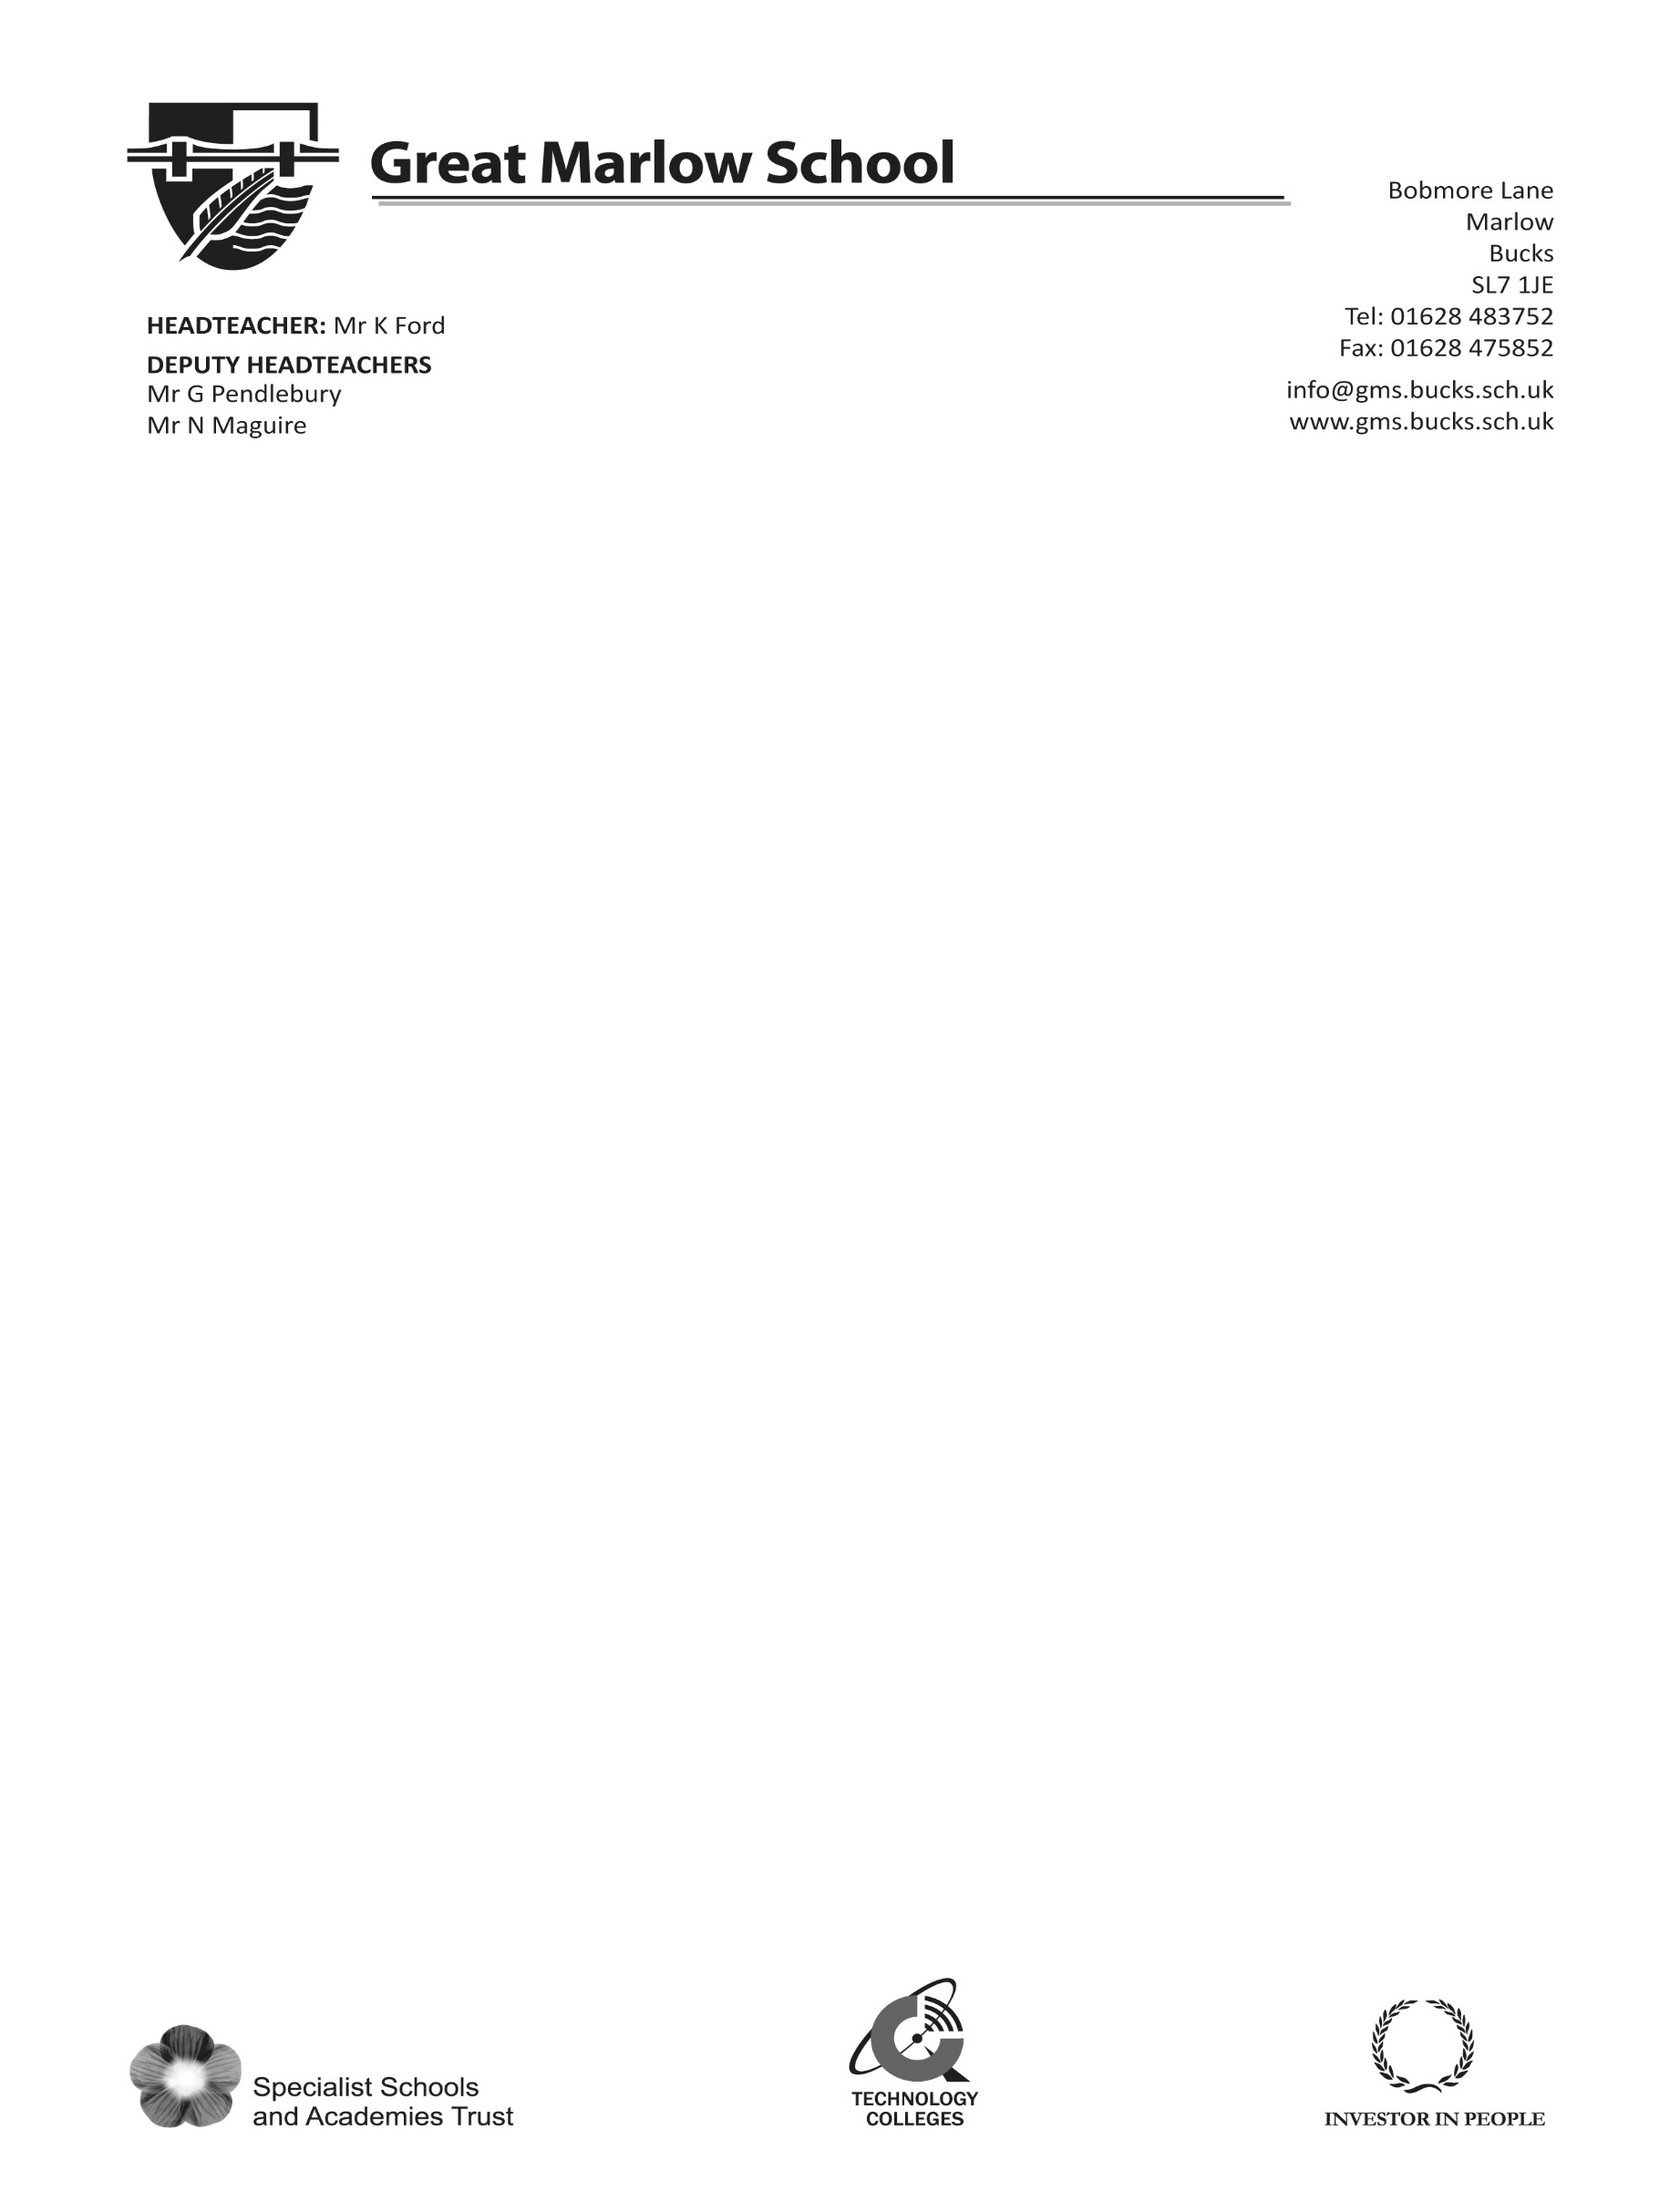 Great Marlow School
Bobmore Lane
Marlow
Bucks
SL7 1JE
Tel: 01628 483752
Fax: 01628 475852
info@gms.bucks.sch.uk
www.gms.bucks.sch.uk
HEADTEACHER: Mr K Ford
DEPUTY HEADTEACHERS
Mr G Pendlebury
Mr N Maguire
Specialist Schools
and Academies Trust
TECHNOLOGY
COLLEGES
INVESTOR IN PEOPLE